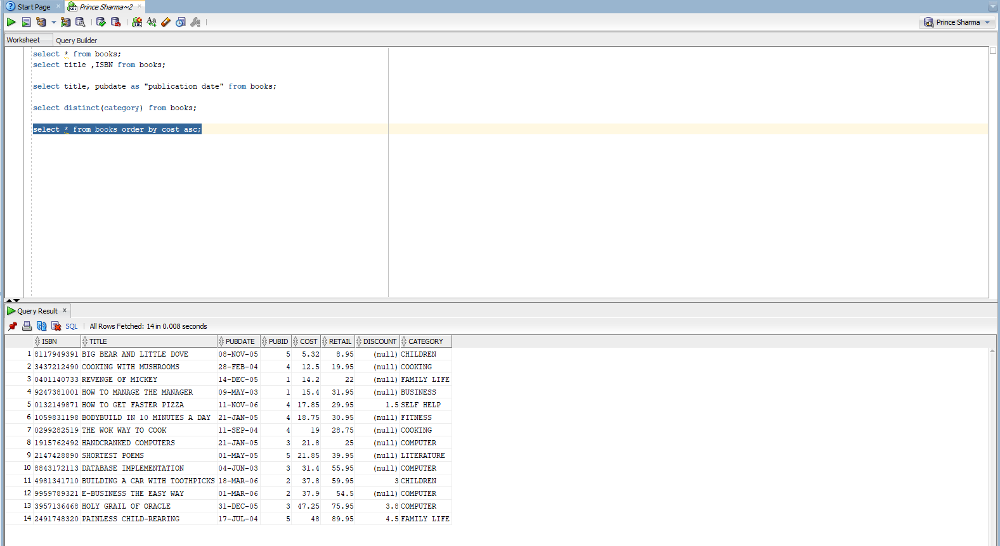 Start Page
Prince Sharma~2
Prince Sharma
Worksheet Query Builder
select * from books;
select title ,ISBN from books;
select title, pubdate as "publication date" from books;
select distinct(category) from books;
select * from books order by cost asc;
Query Result x
SQL | All Rows Fetched: 14 in 0.008 seconds
ISBN TITLE PUBDATE PUBID COST RETAIL DISCOUNT CATEGORY
1 8117949391 BIG BEAR AND LITTLE DOVE 08-NOV-05 5 5.32 8.95 (null) CHILDREN
2 3437212490 COOKING WITH MUSHROOMS 28-FEB-04 4 12.5 19.95 (null) COOKING
3 0401140733 REVENGE OF MICKEY 14-DEC-05 1 14.2 22 (null) FAMILY LIFE
4 9247381001 HOW TO MANAGE THE MANAGER 09-MAY-03 1 15.4 31.95 (null) BUSINESS
5 0132149871 HOW TO GET FASTER PIZZA 11-NOV-06 4 17.85 29.95 1.5 SELF HELP
6 1059831198 BODYBUILD IN 10 MINUTES A DAY 21-JAN-05 4 18.75 30.95 (null) FITNESS
7 0299282519 THE WOK WAY TO COOK 11-SEP-04 4 19 28.75 (null) COOKING
8 1915762492 HANDCRANKED COMPUTERS 21-JAN-05 3 21.8 25 (null) COMPUTER
9 2147428890 SHORTEST POEMS 01-MAY-05 5 21.85 39.95 (null) LITERATURE
10 8843172113 DATABASE IMPLEMENTATION 04-JUN-03 3 31.4 55.95 (null) COMPUTER
11 4981341710 BUILDING A CAR WITH TOOTHPICKS 18-MAR-06 2 37.8 59.95 3 CHILDREN
12 9959789321 E-BUSINESS THE EASY WAY 01-MAR-06 2 37.9 54.5 (null) COMPUTER
13 3957136468 HOLY GRAIL OF ORACLE 31-DEC-05 3 47.25 75.95 3.8 COMPUTER
14 2491748320 PAINLESS CHILD-REARING 17-JUL-04 5 48 89.95 4.5 FAMILY LIFE